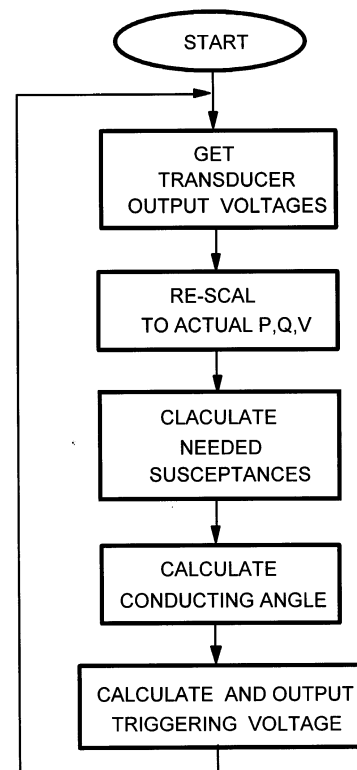 START
GET
TRANSDUCER
OUTPUT VOLTAGES
RE-SCAL
TO ACTUAL P,Q,V
CLACULATE
NEEDED
SUSCEPTANCES
CALCULATE
CONDUCTING ANGLE
CALCULATE AND OUTPUT
TRIGGERING VOLTAGE